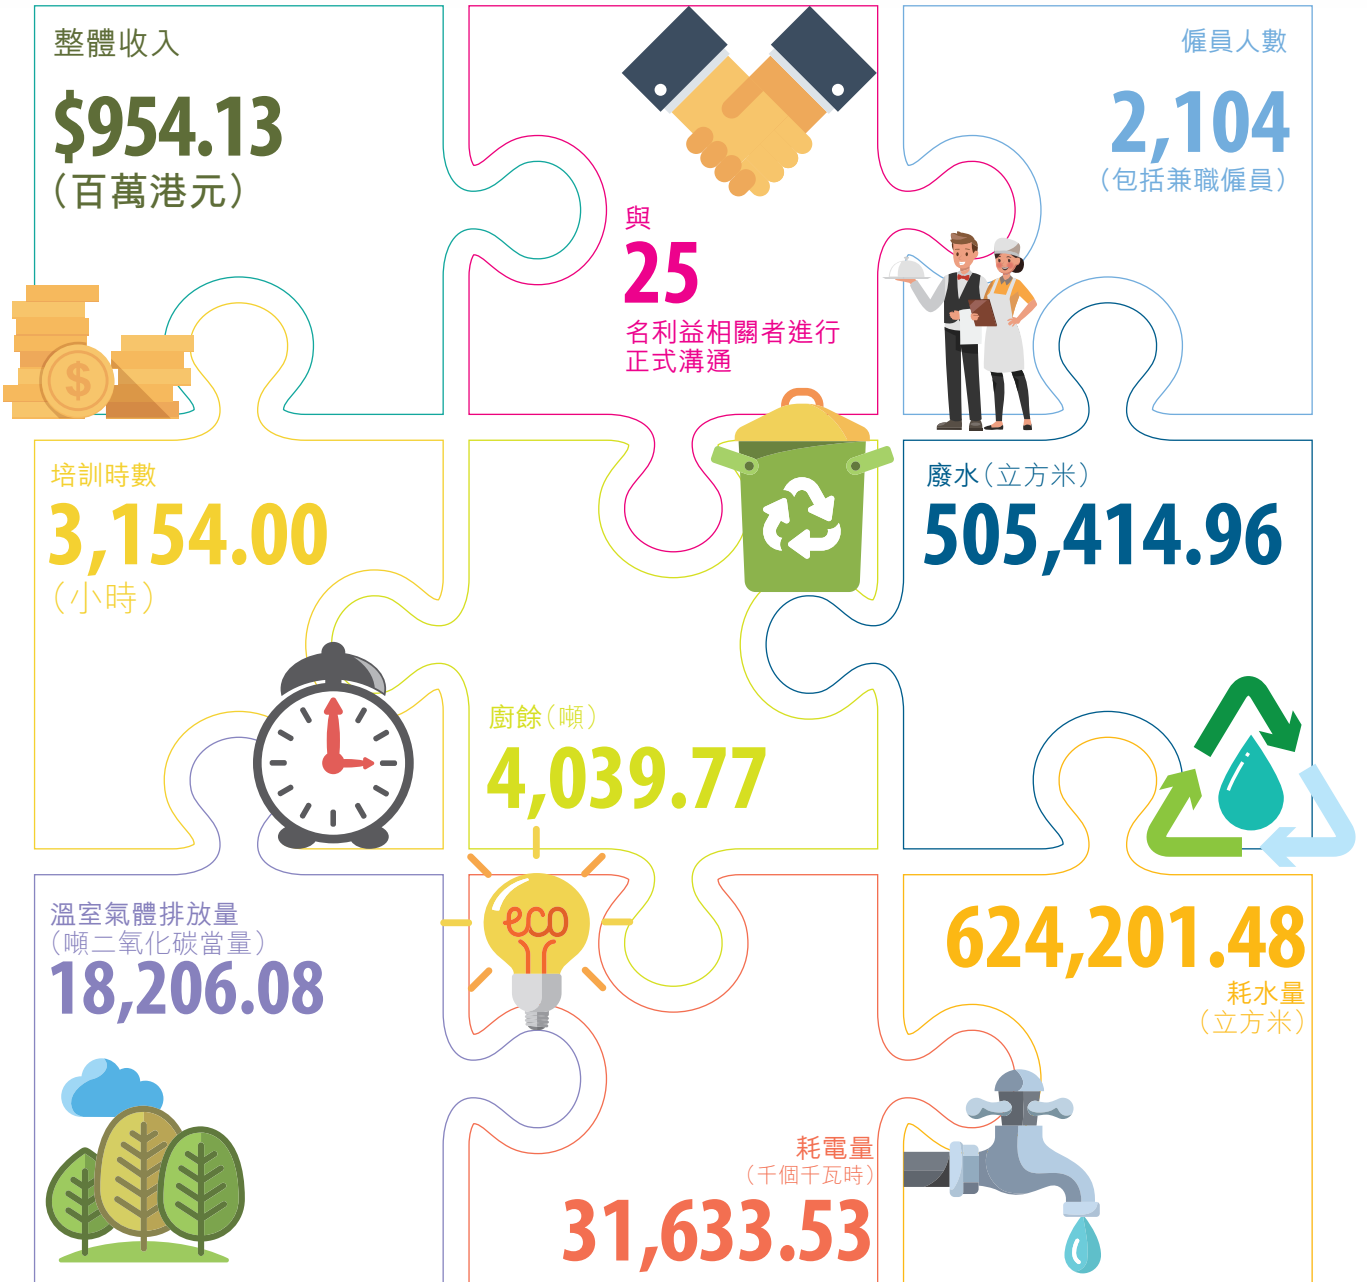 整體收入
$954.13
（百萬港元）
與
25
名利益相關者進行
正式溝通
僱員人數
2,104
（包括兼職僱員）
培訓時數
3,154.00
（小時）
廚餘（噸）
4,039.77
廢水（立方米）
505,414.96
溫室氣體排放量
（噸二氧化碳當量）
18,206.08
eco
耗電量
（千個千瓦時）
31,633.53
624,201.48
耗水量
（立方米）
$